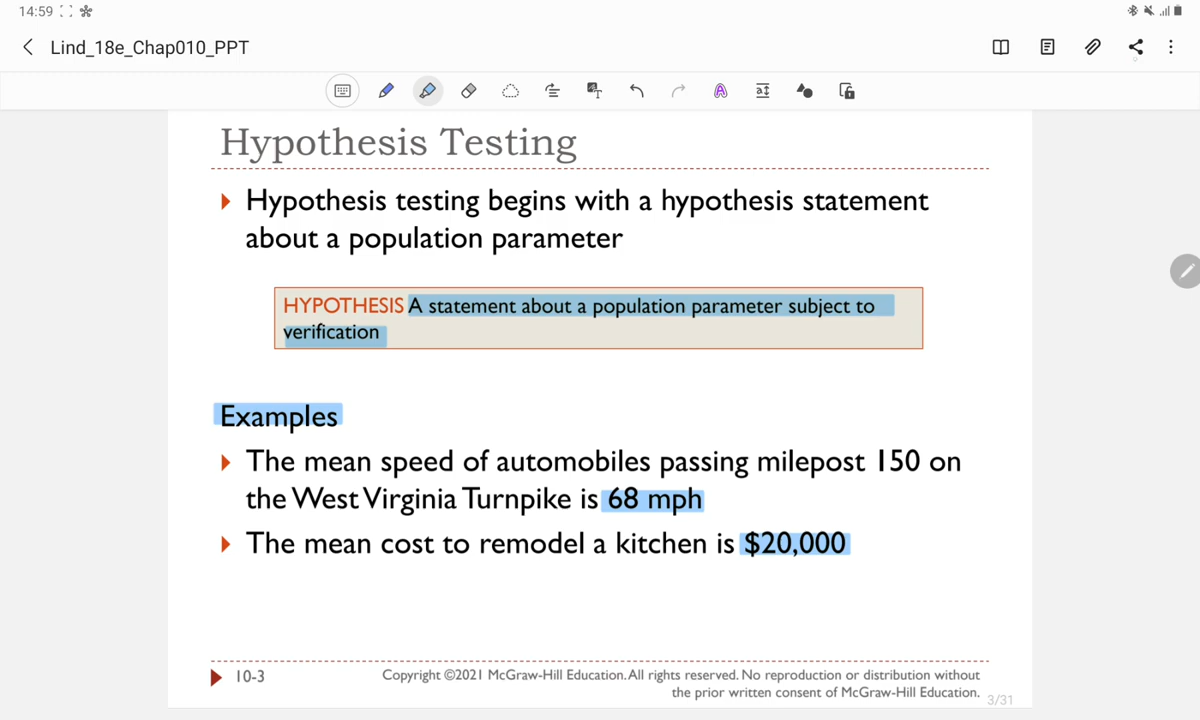 14:59
Lind_18e_Chap010_PPT
Hypothesis Testing
Hypothesis testing begins with a hypothesis statement
about a population parameter
HYPOTHESIS A statement about a population parameter subject to
verification
Examples
The mean speed of automobiles passing milepost 150 on
the West Virginia Turnpike is 68 mph
The mean cost to remodel a kitchen is $20,000
10-3
Copyright ©2021 McGraw-Hill Education. All rights reserved. No reproduction or distribution without
the prior written consent of McGraw-Hill Education.
3/31